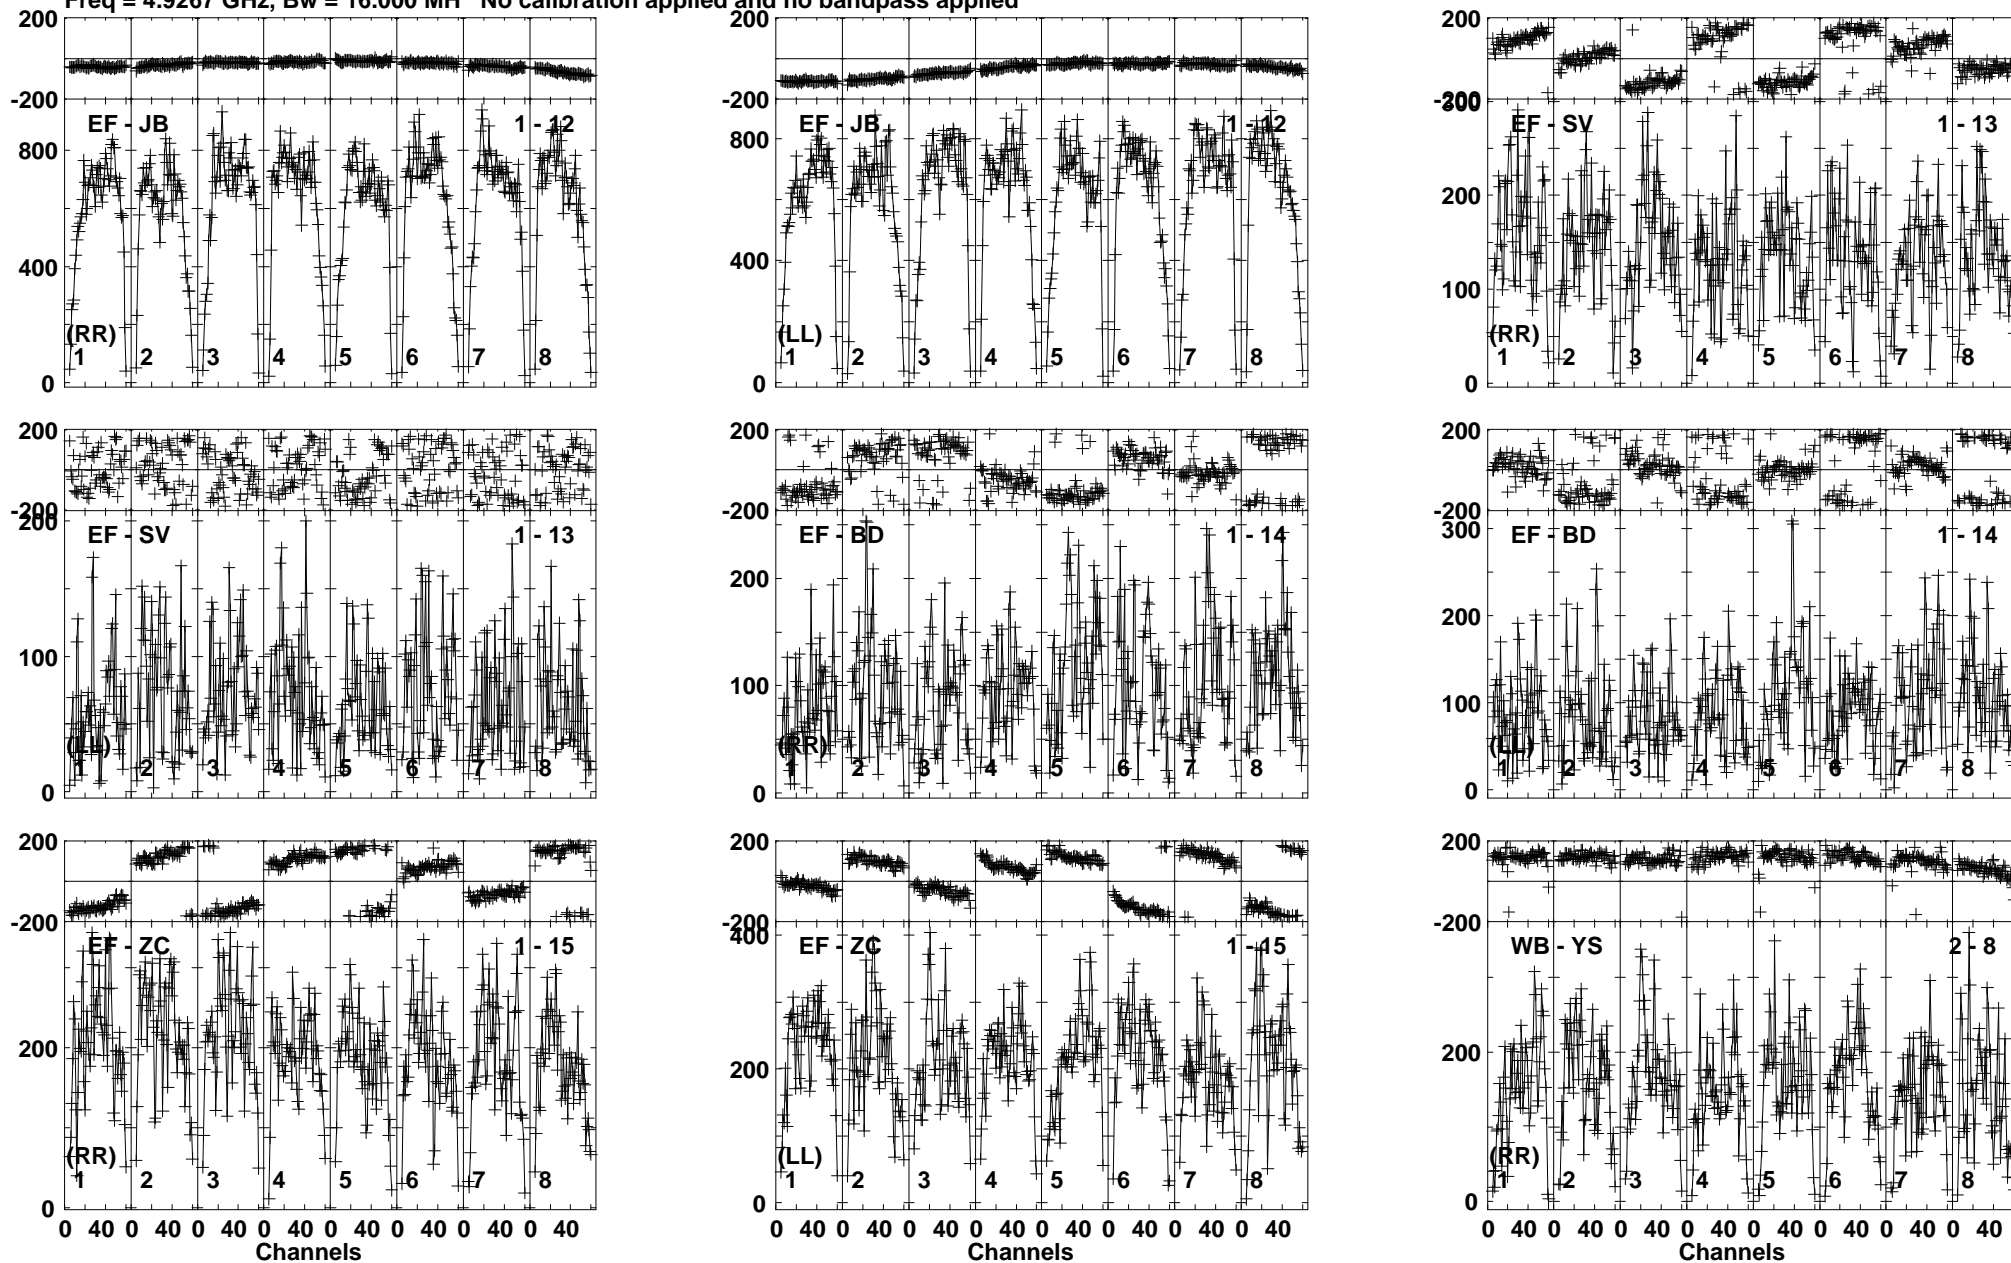 Freq = 4.9267 GHz, Bw = 16.000 MH No calibration applied and no bandpass applied
200 200 200
-200 -200 -200
EF - JB 1 - 12 EF - JB 1 - 12 300 EF - SV 1 - 13
800 800 200
400 400 100
(RR) (LL) (RR)
1 2 3 4 5 6 7 8 1 2 3 4 5 6 7 8 1 2 3 4 5 6 7 8
0 0 0
200 200 200
-200 -200 -200
200 EF - SV 1 - 13 EF - BD 1 - 14 300 EF - BD 1 - 14
200 200
100 100 100
(LL) (RR) (LL)
1 2 3 4 5 6 7 8 1 2 3 4 5 6 7 8 1 2 3 4 5 6 7 8
0 0 0
200 200 200
-200 -200 -200
EF - ZC 1 - 15 400 EF - ZC 1 - 15 WB - YS 2 - 8
200 200 200
(RR) (LL) (RR)
1 2 3 4 5 6 7 8 1 2 3 4 5 6 7 8 1 2 3 4 5 6 7 8
0 0 0
0 40 0 40 0 40 0 40 0 40 0 40 0 40 0 40 0 40 0 40 0 40 0 40 0 40 0 40 0 40 0 40 0 40 0 40 0 40 0 40 0 40 0 40 0 40 0 40
Channels Channels Channels